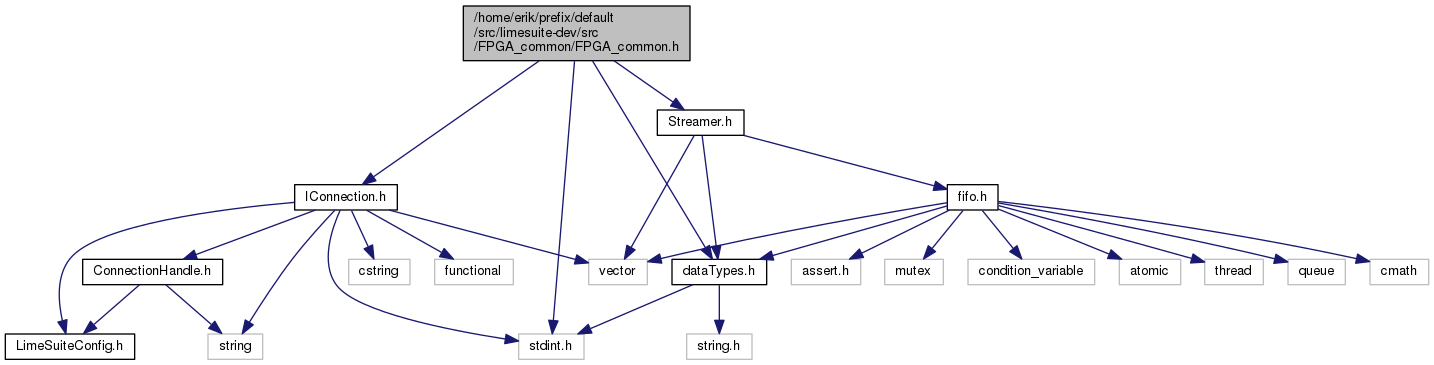 /home/erik/prefix/default
/src/limesuite-dev/src
/FPGA_common/FPGA_common.h
Streamer.h
IConnection.h
fifo.h
ConnectionHandle.h
cstring
functional
vector
dataTypes.h
assert.h
mutex
condition_variable
atomic
thread
queue
cmath
LimeSuiteConfig.h
string
stdint.h
string.h